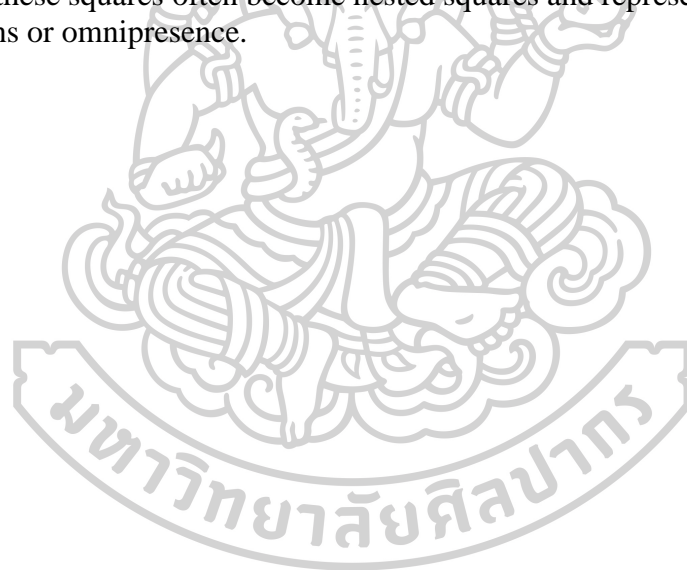 these squares often become nested squares and represe
ns or omnipresence.
มหาวิทยาลัยศิลปากร